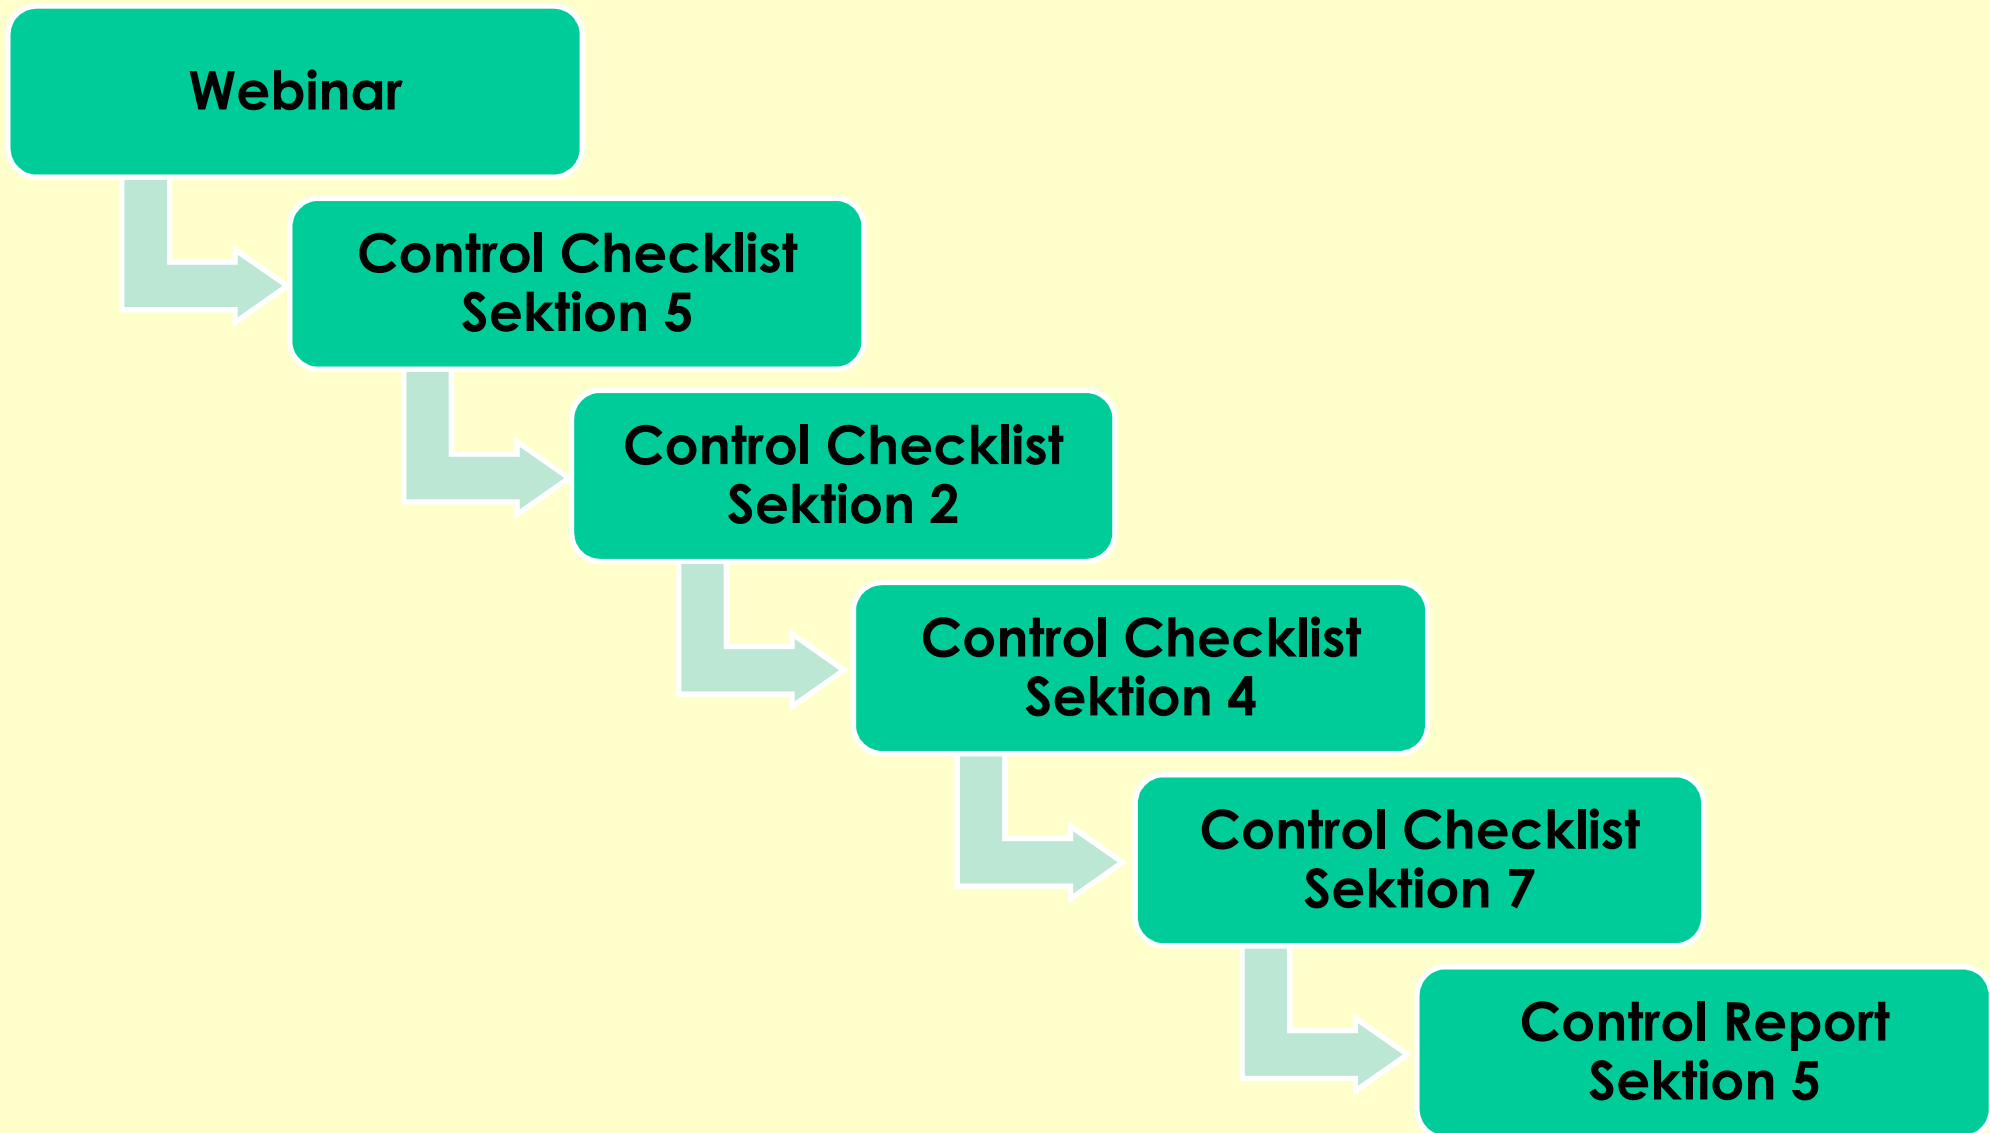 Webinar
Control Checklist
Sektion 5
Control Checklist
Sektion 2
Control Checklist
Sektion 4
Control Checklist
Sektion 7
Control Report
Sektion 5